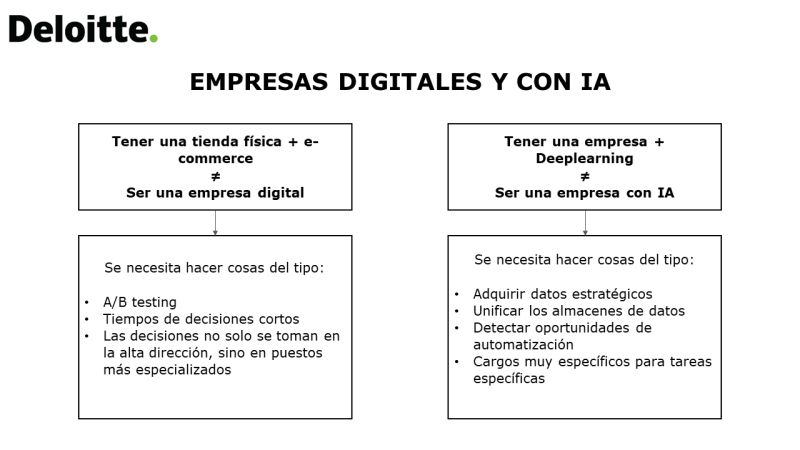 Deloitte.
EMPRESAS DIGITALES Y CON IA
Tener una tienda física + e-
commerce
≠
Ser una empresa digital
Se necesita hacer cosas del tipo:
• A/B testing
• Tiempos de decisiones cortos
• Las decisiones no solo se toman en
la alta dirección, sino en puestos
más especializados
Tener una empresa +
Deeplearning
≠
Ser una empresa con IA
Se necesita hacer cosas del tipo:
• Adquirir datos estratégicos
• Unificar los almacenes de datos
• Detectar oportunidades de
automatización
• Cargos muy específicos para tareas
específicas